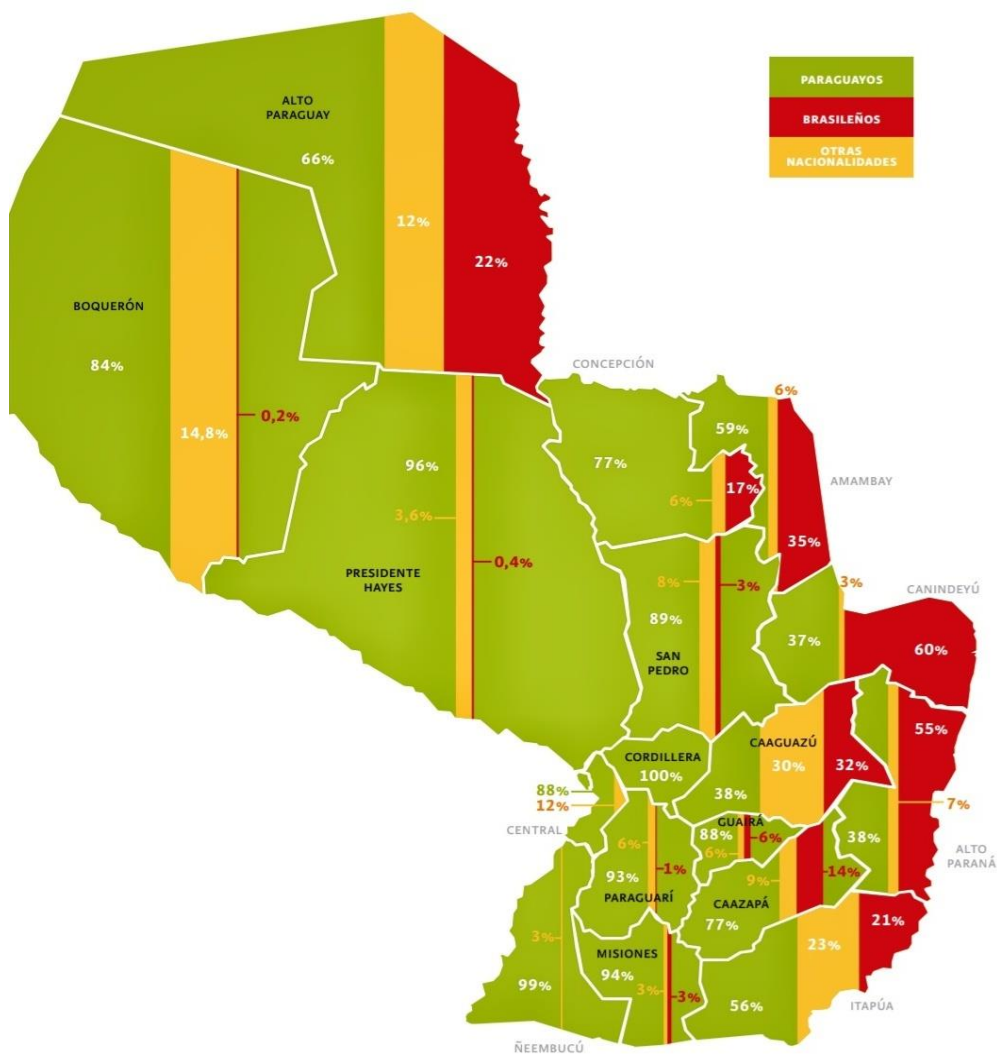 PARAGUAYOS
BRASILEÑOS
OTRAS
NACIONALIDADES
ALTO
PARAGUAY
66%
12%
22%
BOQUERÓN
84%
14,8%
0,2%
PRESIDENTE
HAYES
96%
3,6%
0,4%
CONCEPCIÓN
77%
6%
17%
AMAMBAY
59%
6%
35%
SAN
PEDRO
89%
8%
3%
CANINDEYÚ
37%
3%
60%
CORDILLERA
100%
CAAGUAZÚ
38%
30%
32%
ALTO
PARANÁ
38%
7%
55%
CENTRAL
88%
12%
PARAGUARÍ
93%
6%
1%
GUAIRÁ
88%
6%
6%
CAAZAPÁ
77%
9%
14%
ÑEEMBUCÚ
99%
3%
MISIONES
94%
3%
3%
ITAPÚA
56%
23%
21%